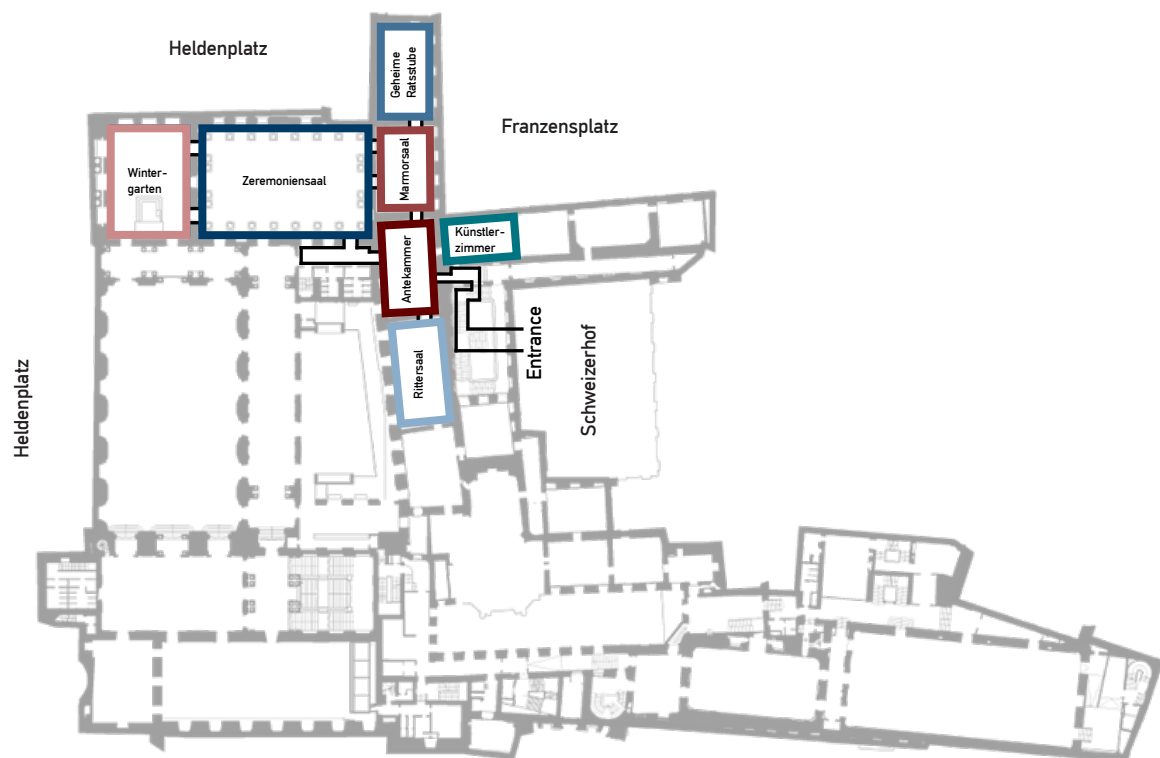 Heldenplatz
Geheime
Ratsstube
Franzensplatz
Winter-
garten
Zeremoniensaal
Marmorsaal
Künstler-
zimmer
Antekammer
Rittersaal
Entrance
Schweizerhof
Heldenplatz